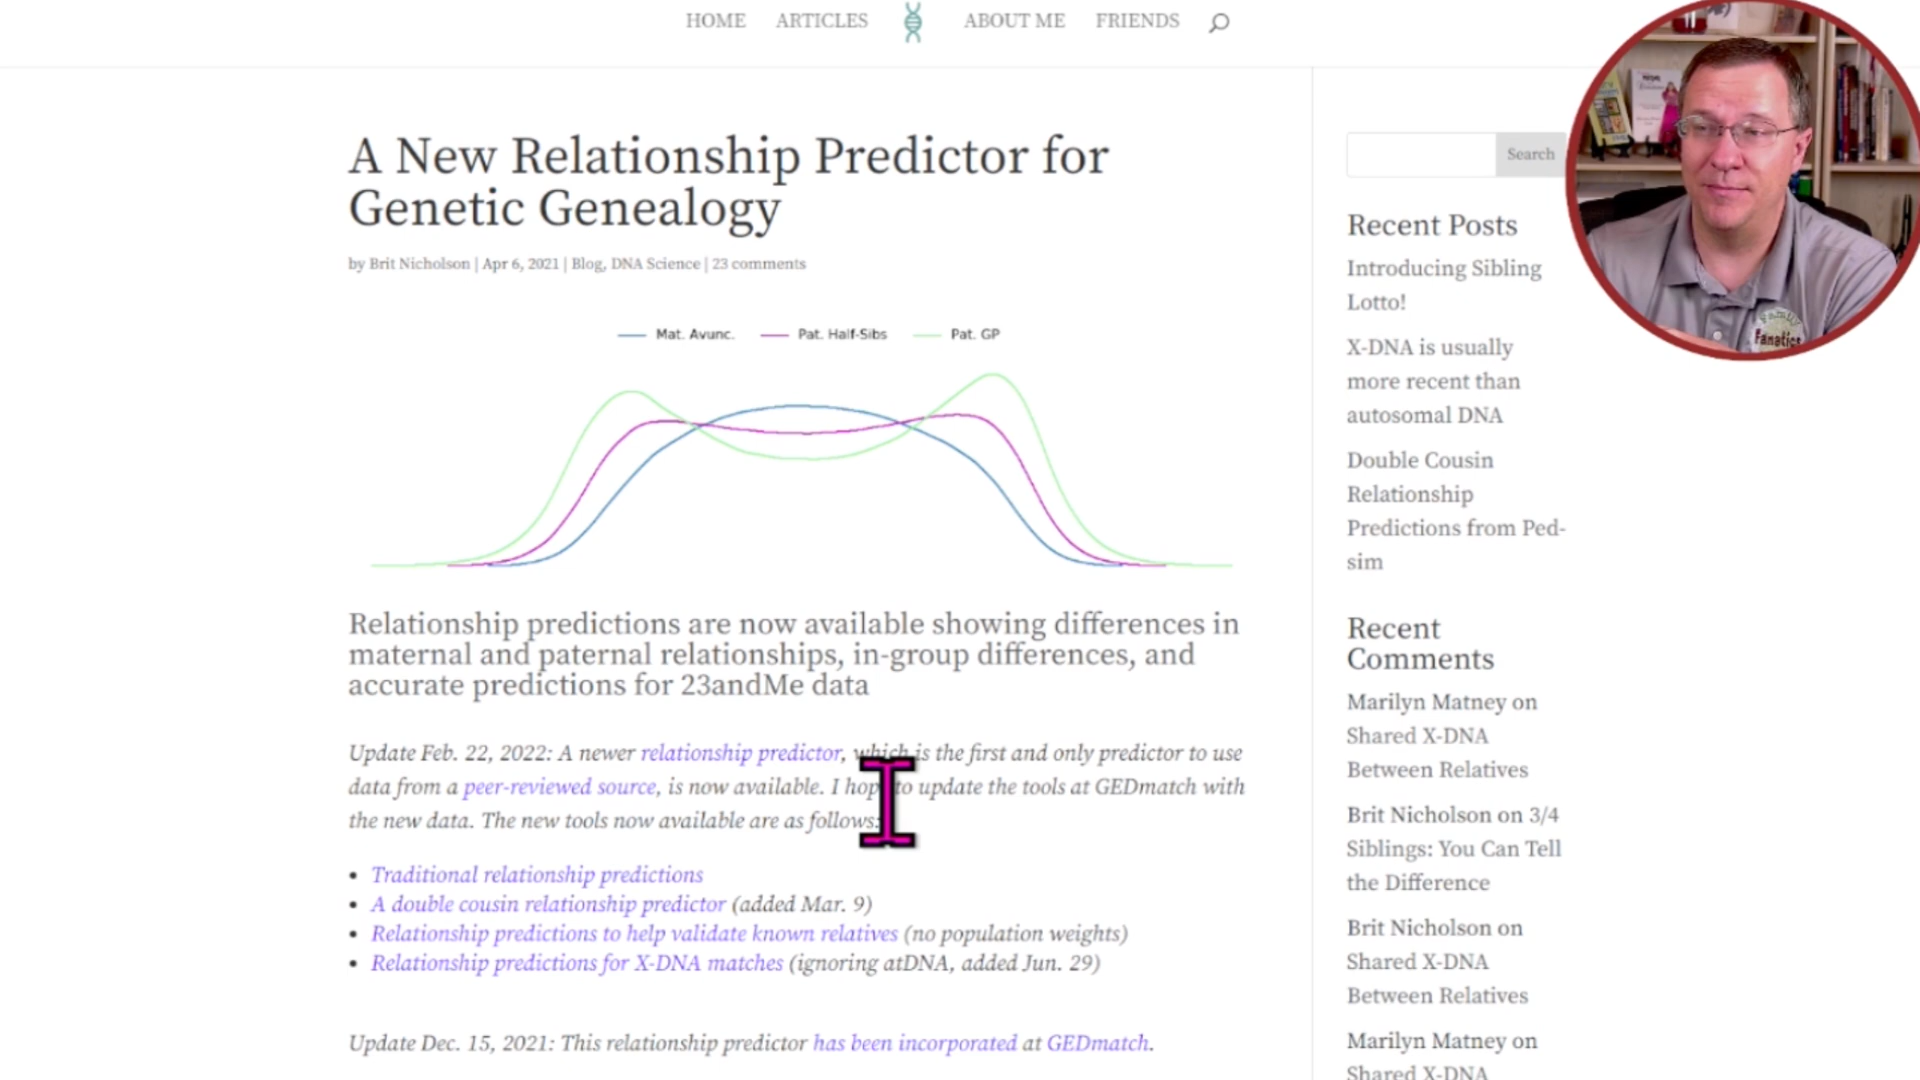 HOME ARTICLES ABOUT ME FRIENDS
A New Relationship Predictor for
Genetic Genealogy
by Brit Nicholson | Apr 6, 2021 | Blog, DNA Science | 23 comments
Mat. Avunc. Pat. Half-Sibs Pat. GP
Relationship predictions are now available showing differences in
maternal and paternal relationships, in-group differences, and
accurate predictions for 23andMe data
Update Feb. 22, 2022: A newer relationship predictor, which is the first and only predictor to use
data from a peer-reviewed source, is now available. I hope to update the tools at GEDmatch with
the new data. The new tools now available are as follows:
• Traditional relationship predictions
• A double cousin relationship predictor (added Mar. 9)
• Relationship predictions to help validate known relatives (no population weights)
• Relationship predictions for X-DNA matches (ignoring atDNA, added Jun. 29)
Update Dec. 15, 2021: This relationship predictor has been incorporated at GEDmatch.
Search
Recent Posts
Introducing Sibling
Lotto!
X-DNA is usually
more recent than
autosomal DNA
Double Cousin
Relationship
Predictions from Ped-
sim
Recent
Comments
Marilyn Matney on
Shared X-DNA
Between Relatives
Brit Nicholson on 3/4
Siblings: You Can Tell
the Difference
Brit Nicholson on
Shared X-DNA
Between Relatives
Marilyn Matney on
Shared X-DNA
Family
Fanatics